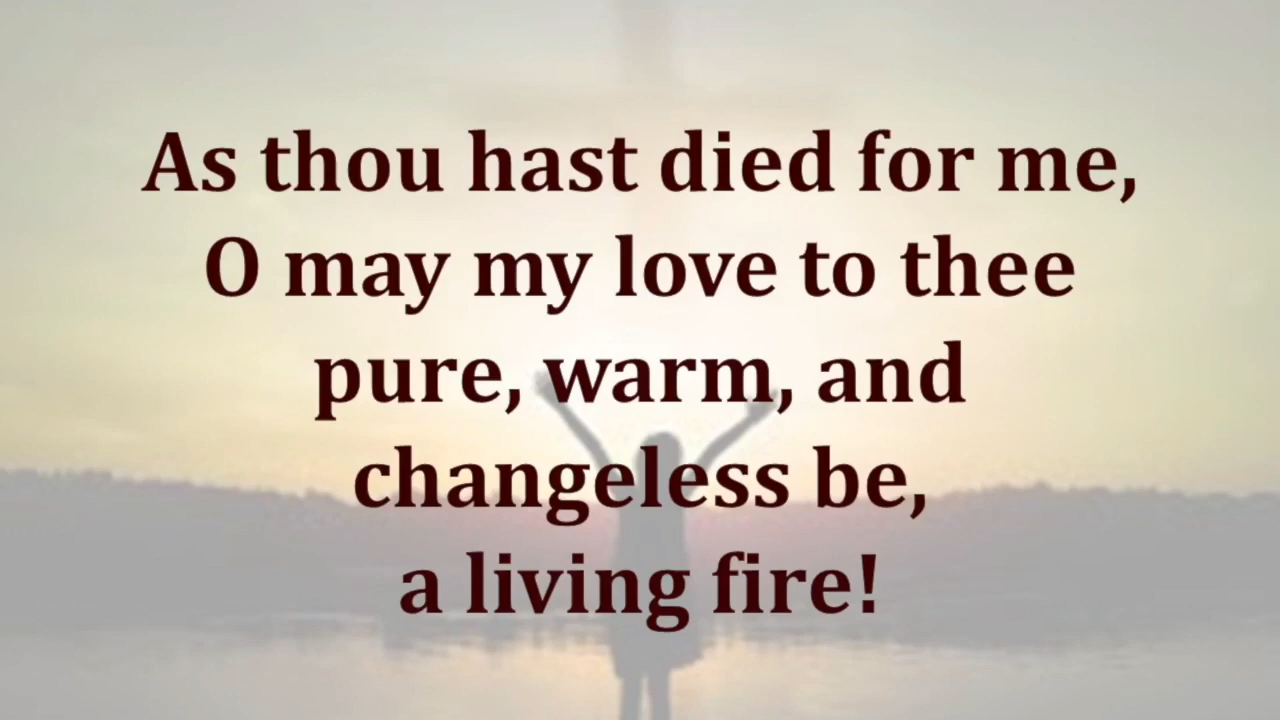 As thou hast died for me,
O may my love to thee
pure, warm, and
changeless be,
a living fire!